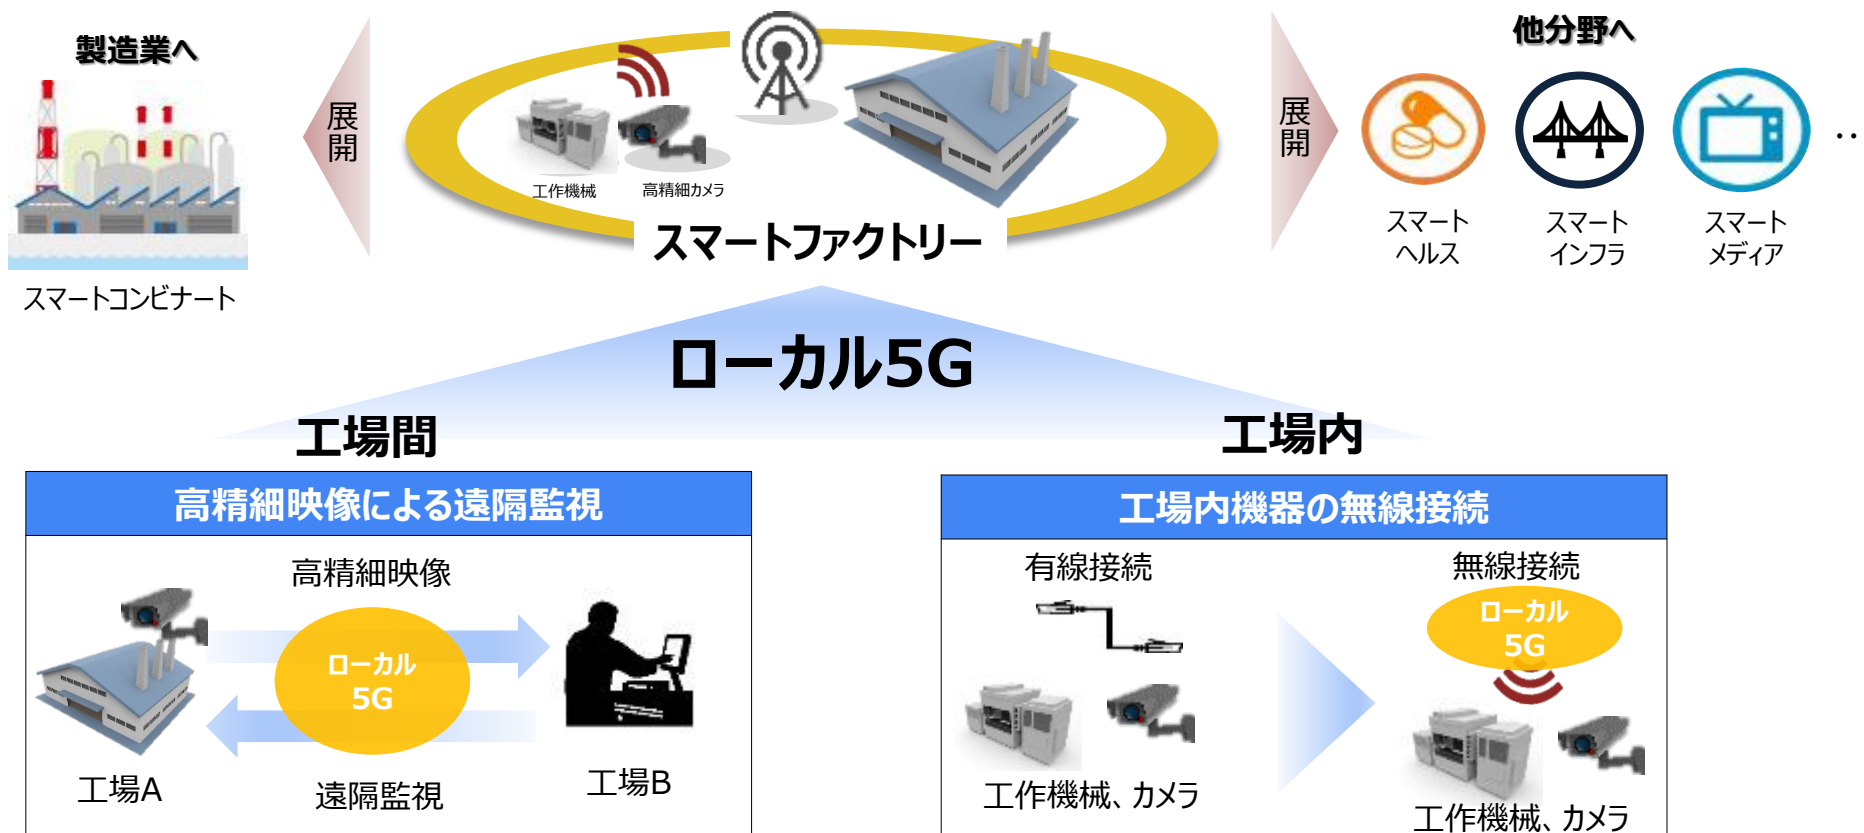 製造業へ
展開
スマートコンビナート
工作機械
高精細カメラ
スマートファクトリー
展開
他分野へ
スマート
ヘルス
スマート
インフラ
スマート
メディア
‥
ローカル5G
工場間
高精細映像による遠隔監視
高精細映像
ローカル
5G
工場A
遠隔監視
工場B
工場内
工場内機器の無線接続
有線接続
工作機械、カメラ
無線接続
ローカル
5G
工作機械、カメラ